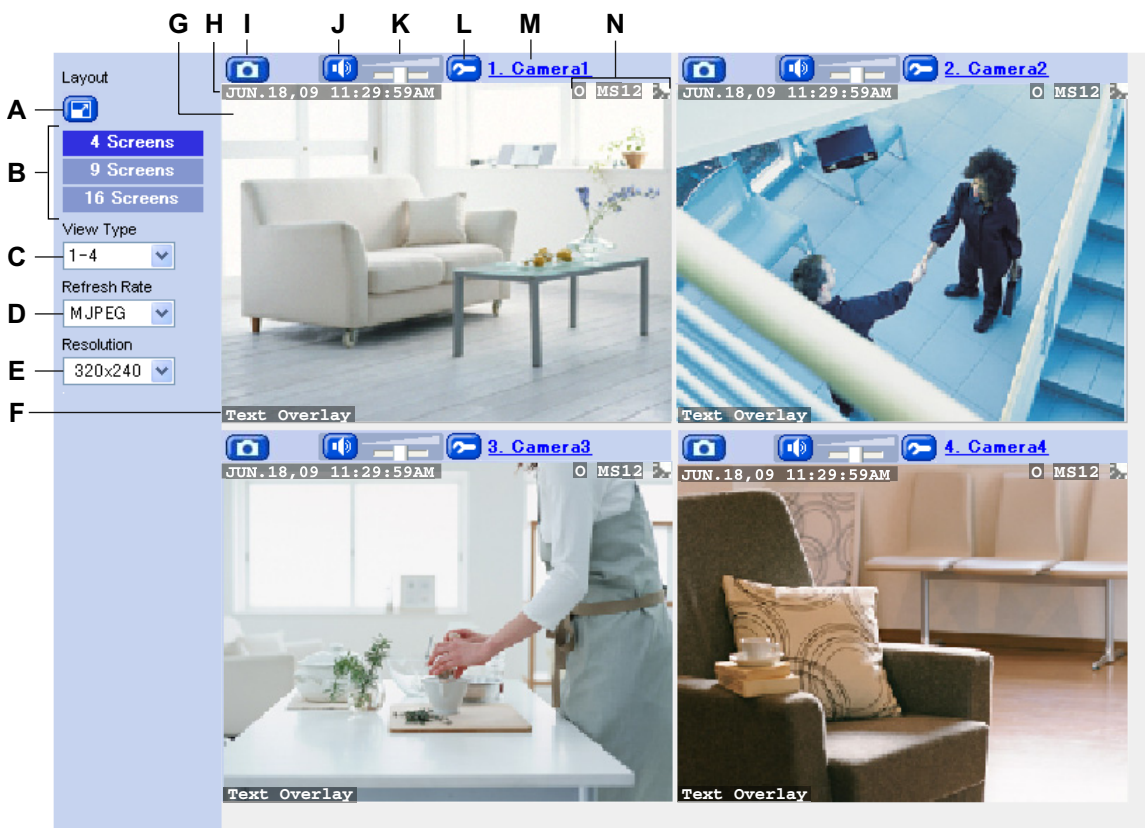 G H I J K L M N
Layout
A
B
4 Screens
9 Screens
16 Screens
View Type
C
1-4
Refresh Rate
D
MJPEG
Resolution
E
320x240
F
1. Camera1
JUN.18,09 11:29:59AM O MS12
Text Overlay
2. Camera2
JUN.18,09 11:29:59AM O MS12
Text Overlay
3. Camera3
JUN.18,09 11:29:59AM O MS12
Text Overlay
4. Camera4
JUN.18,09 11:29:59AM O MS12
Text Overlay